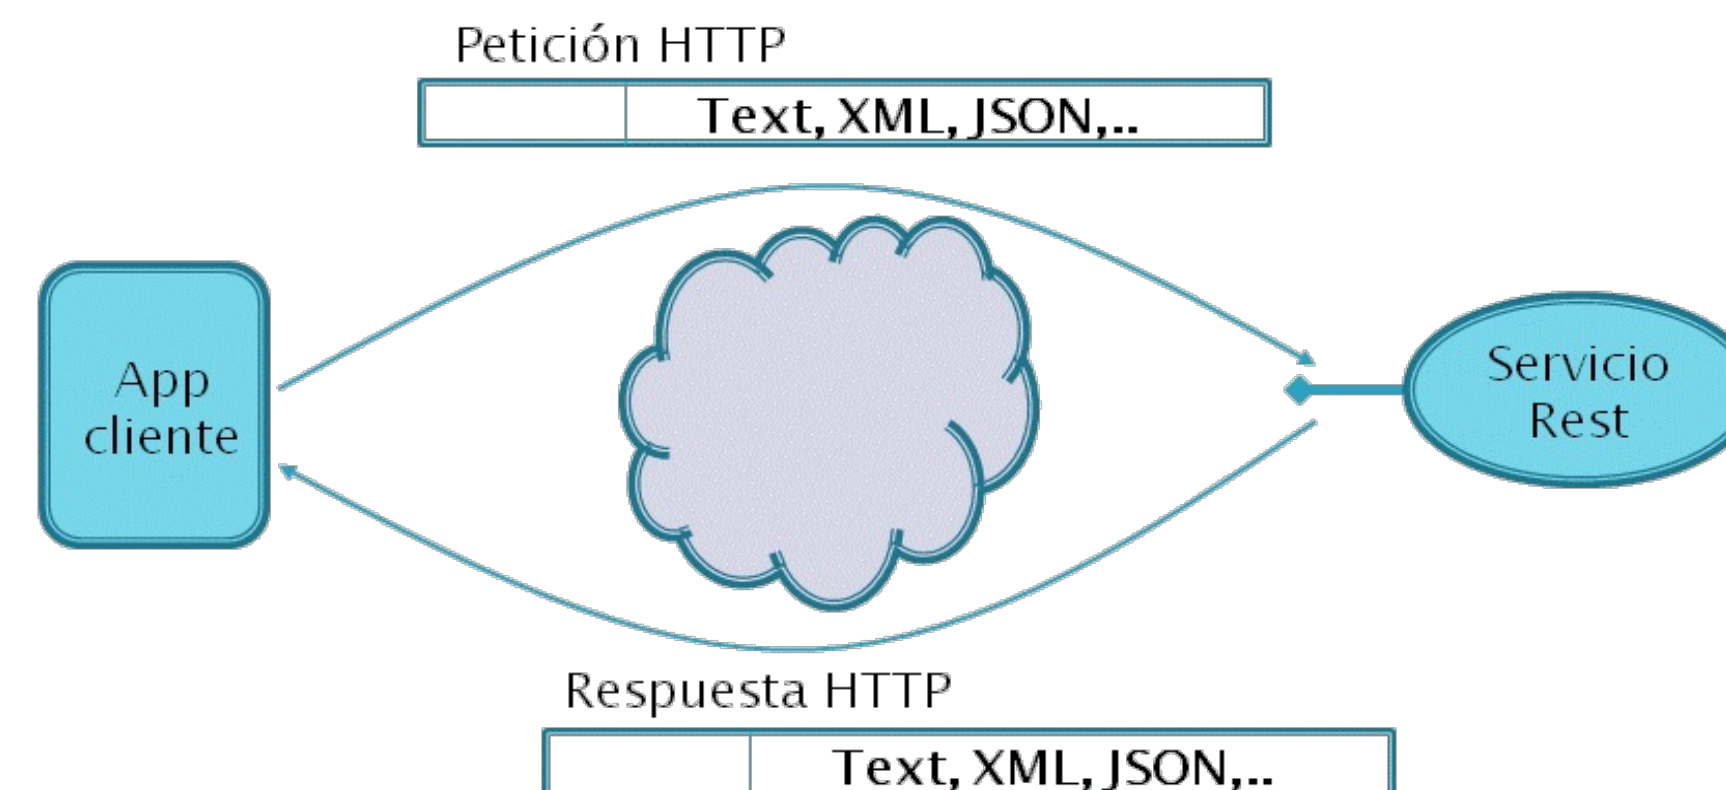 Petición HTTP
Text, XML, JSON,..
App
cliente
Servicio
Rest
Respuesta HTTP
Text, XML, JSON,..